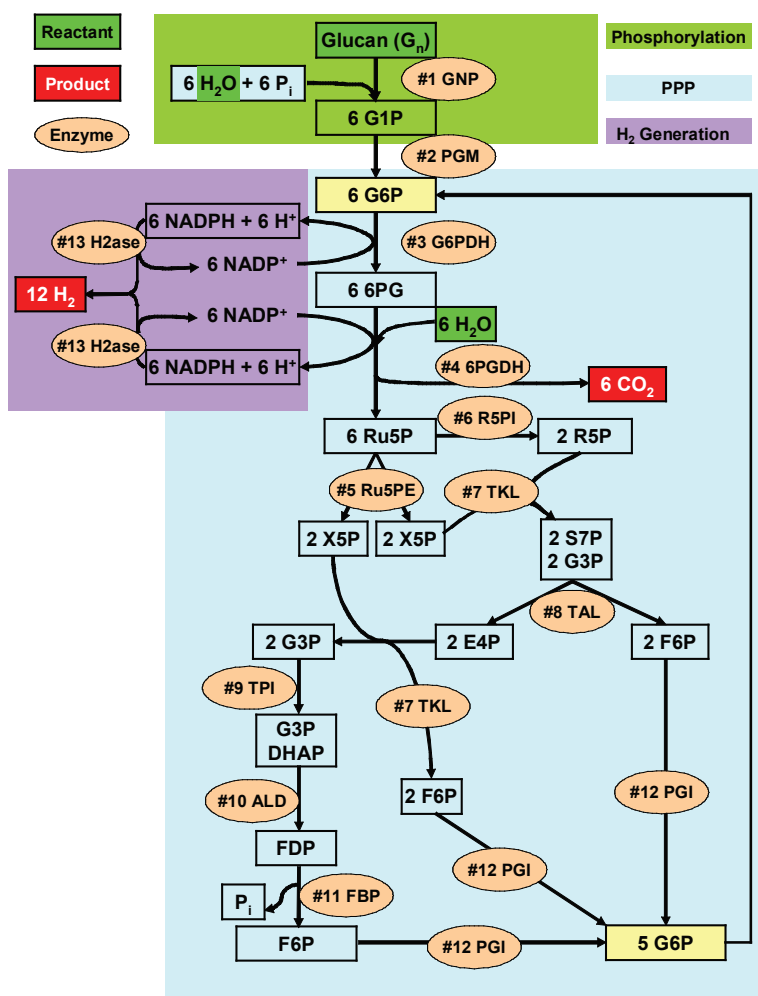 Reactant
Product
Enzyme
Glucan (Gₙ)
6 H₂O + 6 Pᵢ
#1 GNP
6 G1P
#2 PGM
Phosphorylation
PPP
H₂ Generation
6 G6P
6 NADPH + 6 H⁺
#13 H2ase
#3 G6PDH
6 NADP⁺
12 H₂
6 6PG
6 NADP⁺
6 H₂O
#13 H2ase
6 NADPH + 6 H⁺
#4 6PGDH
6 CO₂
#6 R5PI
6 Ru5P
2 R5P
#5 Ru5PE
#7 TKL
2 X5P
2 X5P
2 S7P
2 G3P
#8 TAL
2 G3P
2 E4P
2 F6P
#9 TPI
#7 TKL
G3P
DHAP
#10 ALD
2 F6P
#12 PGI
FDP
#12 PGI
#11 FBP
Pᵢ
F6P
#12 PGI
5 G6P